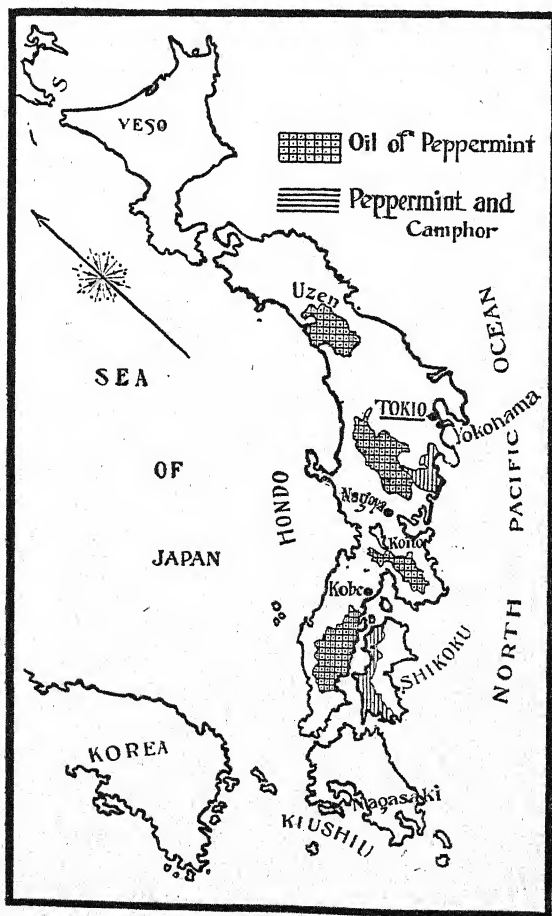 S
YESO
Oil of Peppermint
Peppermint and
Camphor
Uzen
SEA
OF
JAPAN
OCEAN
TOKIO
Yokohama
PACIFIC
HONDO
Nagoya
Kobe
SHIKOKU
NORTH
KOREA
Nagasaki
KIUSHIU